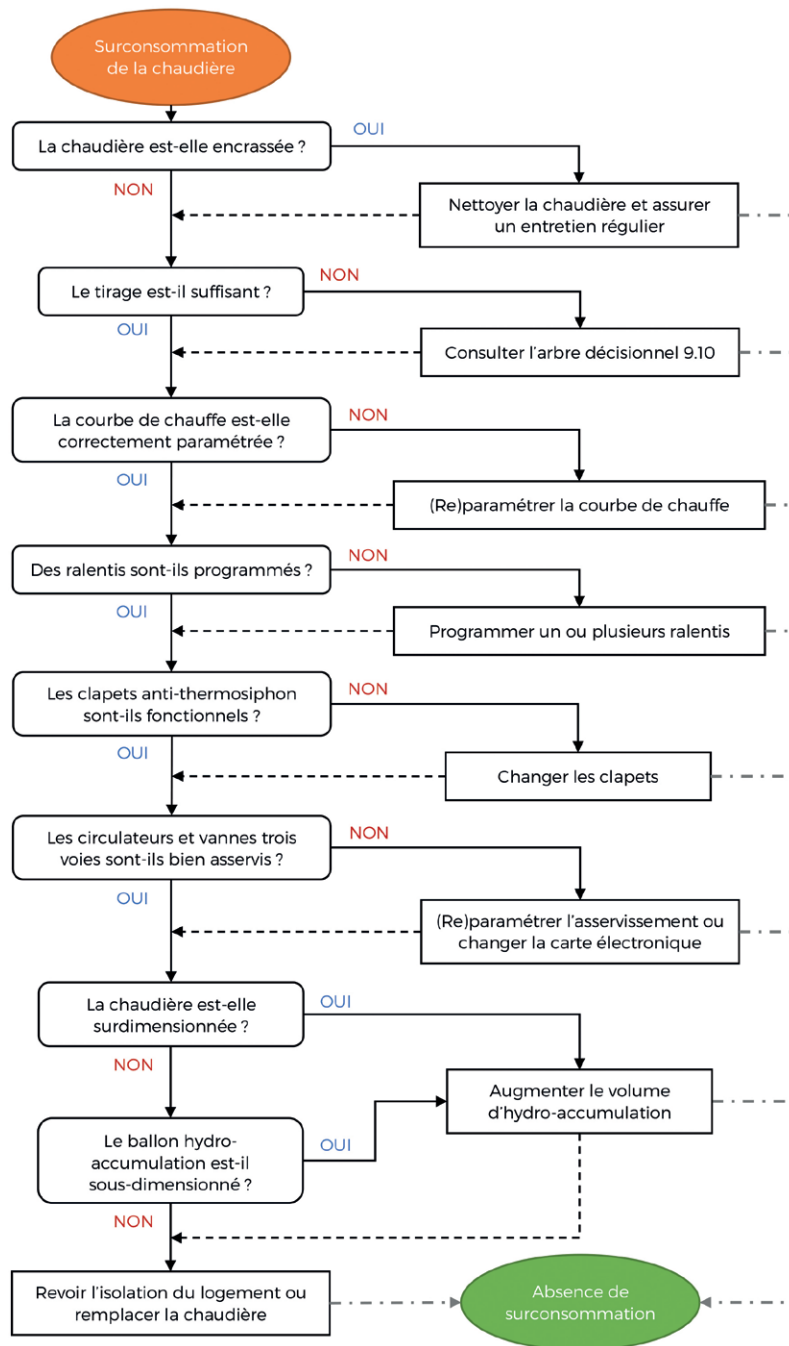 Surconsommation
de la chaudière
La chaudière est-elle encrassée ?
OUI
NON
Nettoyer la chaudière et assurer
un entretien régulier
Le tirage est-il suffisant ?
NON
OUI
Consulter l'arbre décisionnel 9.10
La courbe de chauffe est-elle
correctement paramétrée ?
NON
OUI
(Re)paramétrer la courbe de chauffe
Des ralentis sont-ils programmés ?
NON
OUI
Programmer un ou plusieurs ralentis
Les clapets anti-thermosiphon
sont-ils fonctionnels ?
NON
OUI
Changer les clapets
Les circulateurs et vannes trois
voies sont-ils bien asservis ?
NON
OUI
(Re)paramétrer l'asservissement ou
changer la carte électronique
La chaudière est-elle
surdimensionnée ?
OUI
NON
Augmenter le volume
d'hydro-accumulation
Le ballon hydro-
accumulation est-il
sous-dimensionné ?
OUI
NON
Revoir l'isolation du logement ou
remplacer la chaudière
Absence de
surconsommation